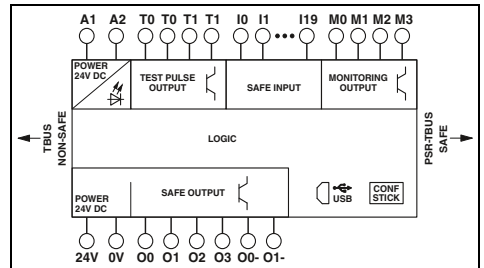 A1 A2 T0 T0 T1 T1 I0 I1 ••• I19 M0 M1 M2 M3
POWER
24V DC
TEST PULSE
OUTPUT
SAFE INPUT
MONITORING
OUTPUT
TBUS
NON-SAFE
LOGIC
PSR-TBUS
SAFE
POWER
24V DC
SAFE OUTPUT
USB
CONF
STICK
24V 0V O0 O1 O2 O3 O0- O1-